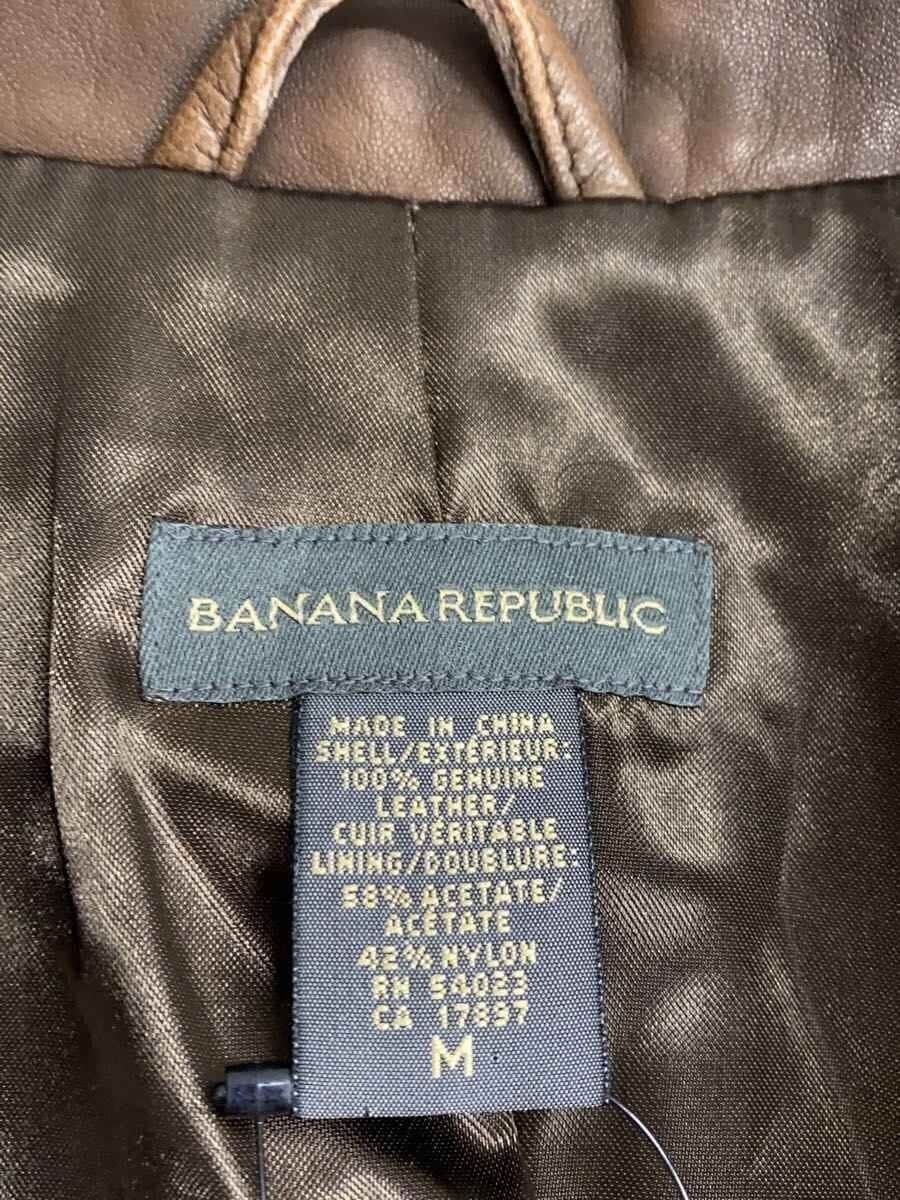 BANANA REPUBLIC
MADE IN CHINA
SHELL/EXTÉRIEUR:
100% GENUINE
LEATHER/
CUIR VÉRITABLE
LINING/DOUBLURE:
58% ACETATE/
ACÉTATE
42% NYLON
RN 54023
CA 17897
M